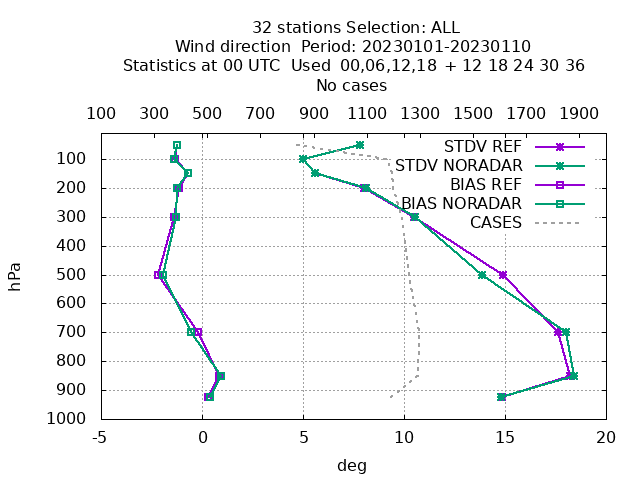 32 stations Selection: ALL
Wind direction  Period: 20230101-20230110
Statistics at 00 UTC  Used  00,06,12,18  + 12 18 24 30 36
No cases
100 300 500 700 900 1100 1300 1500 1700 1900
STDV REF
STDV NORADAR
BIAS REF
BIAS NORADAR
CASES
hPa
100
200
300
400
500
600
700
800
900
1000
-5 0 5 10 15 20
deg